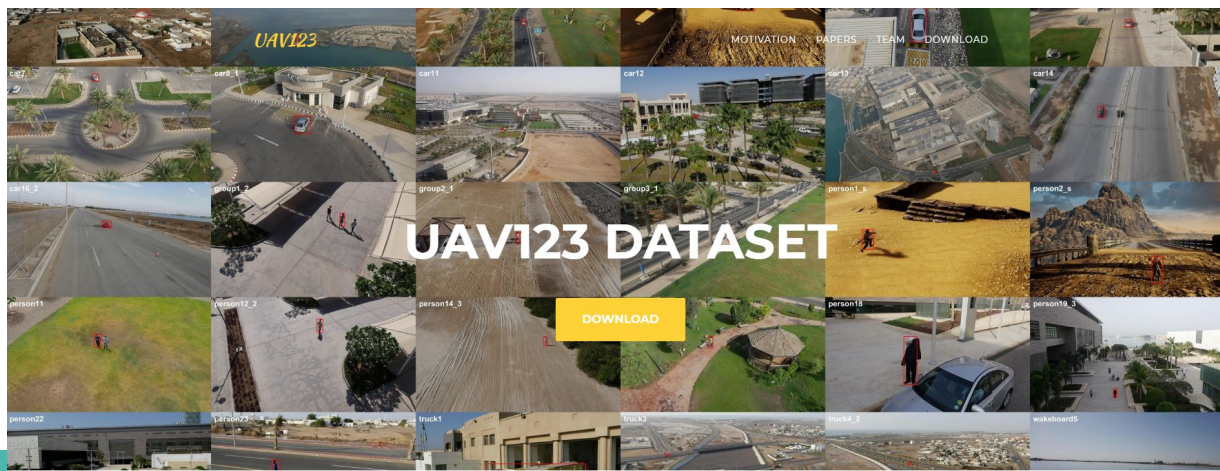 UAV123
MOTIVATION PAPERS TEAM DOWNLOAD
car7
car8_1
car11
car12
car13
car14
car16_2
group1_2
group2_1
group3_1
person1_s
person2_s
UAV123 DATASET
person11
person12_2
person14_3
DOWNLOAD
person18
person19_3
person22
person23
truck1
truck3
truck4_2
wakeboard5